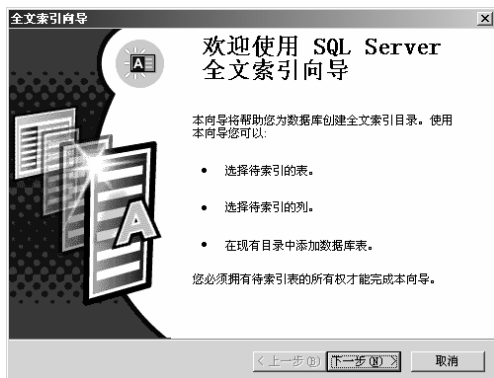 全文索引向导
欢迎使用 SQL Server
全文索引向导
本向导将帮助您为数据库创建全文索引目录。使用
本向导您可以:
• 选择待索引的表。
• 选择待索引的列。
• 在现有目录中添加数据库表。
您必须拥有待索引表的所有权才能完成本向导。
< 上一步(B) 下一步(N) > 取消